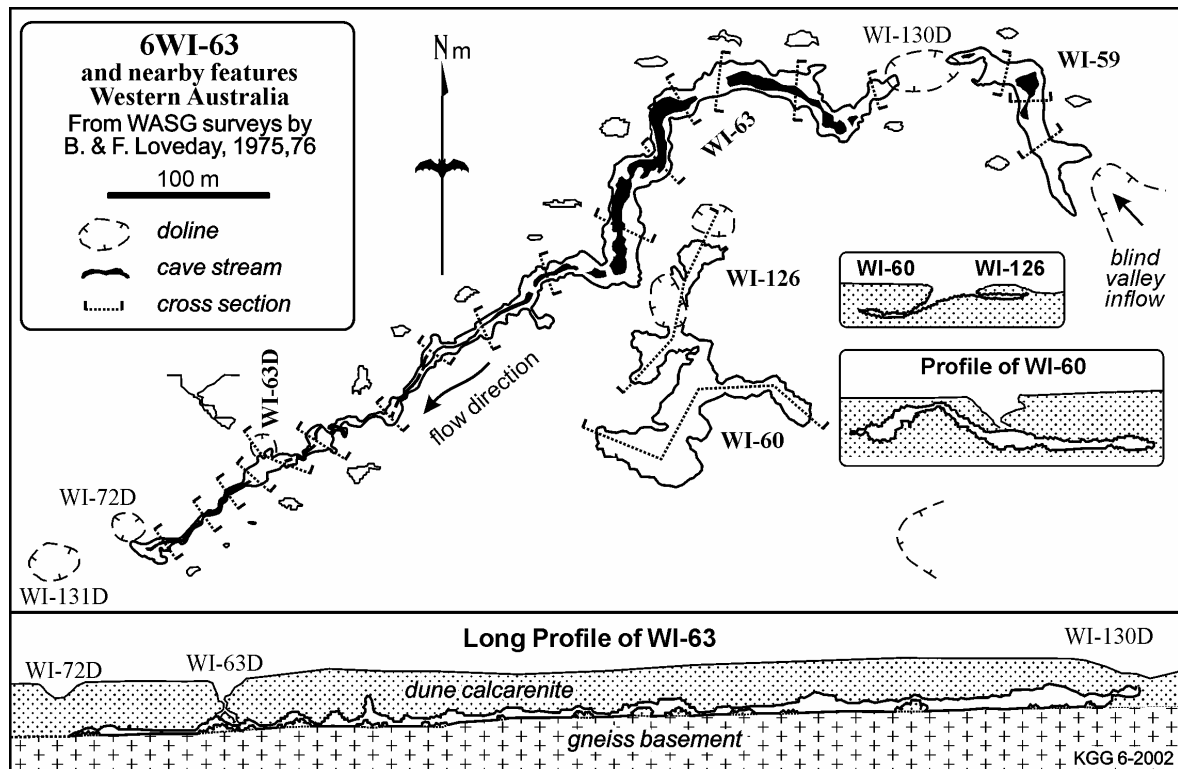 6WI-63
and nearby features
Western Australia
From WASG surveys by
B. & F. Loveday, 1975,76
100 m
doline
cave stream
cross section
Nm
WI-130D
WI-59
WI-63
WI-126
blind
valley
inflow
WI-60
WI-126
Profile of WI-60
WI-60
flow direction
WI-63D
WI-72D
WI-131D
Long Profile of WI-63
WI-72D
WI-63D
WI-130D
dune calcarenite
gneiss basement
KGG 6-2002